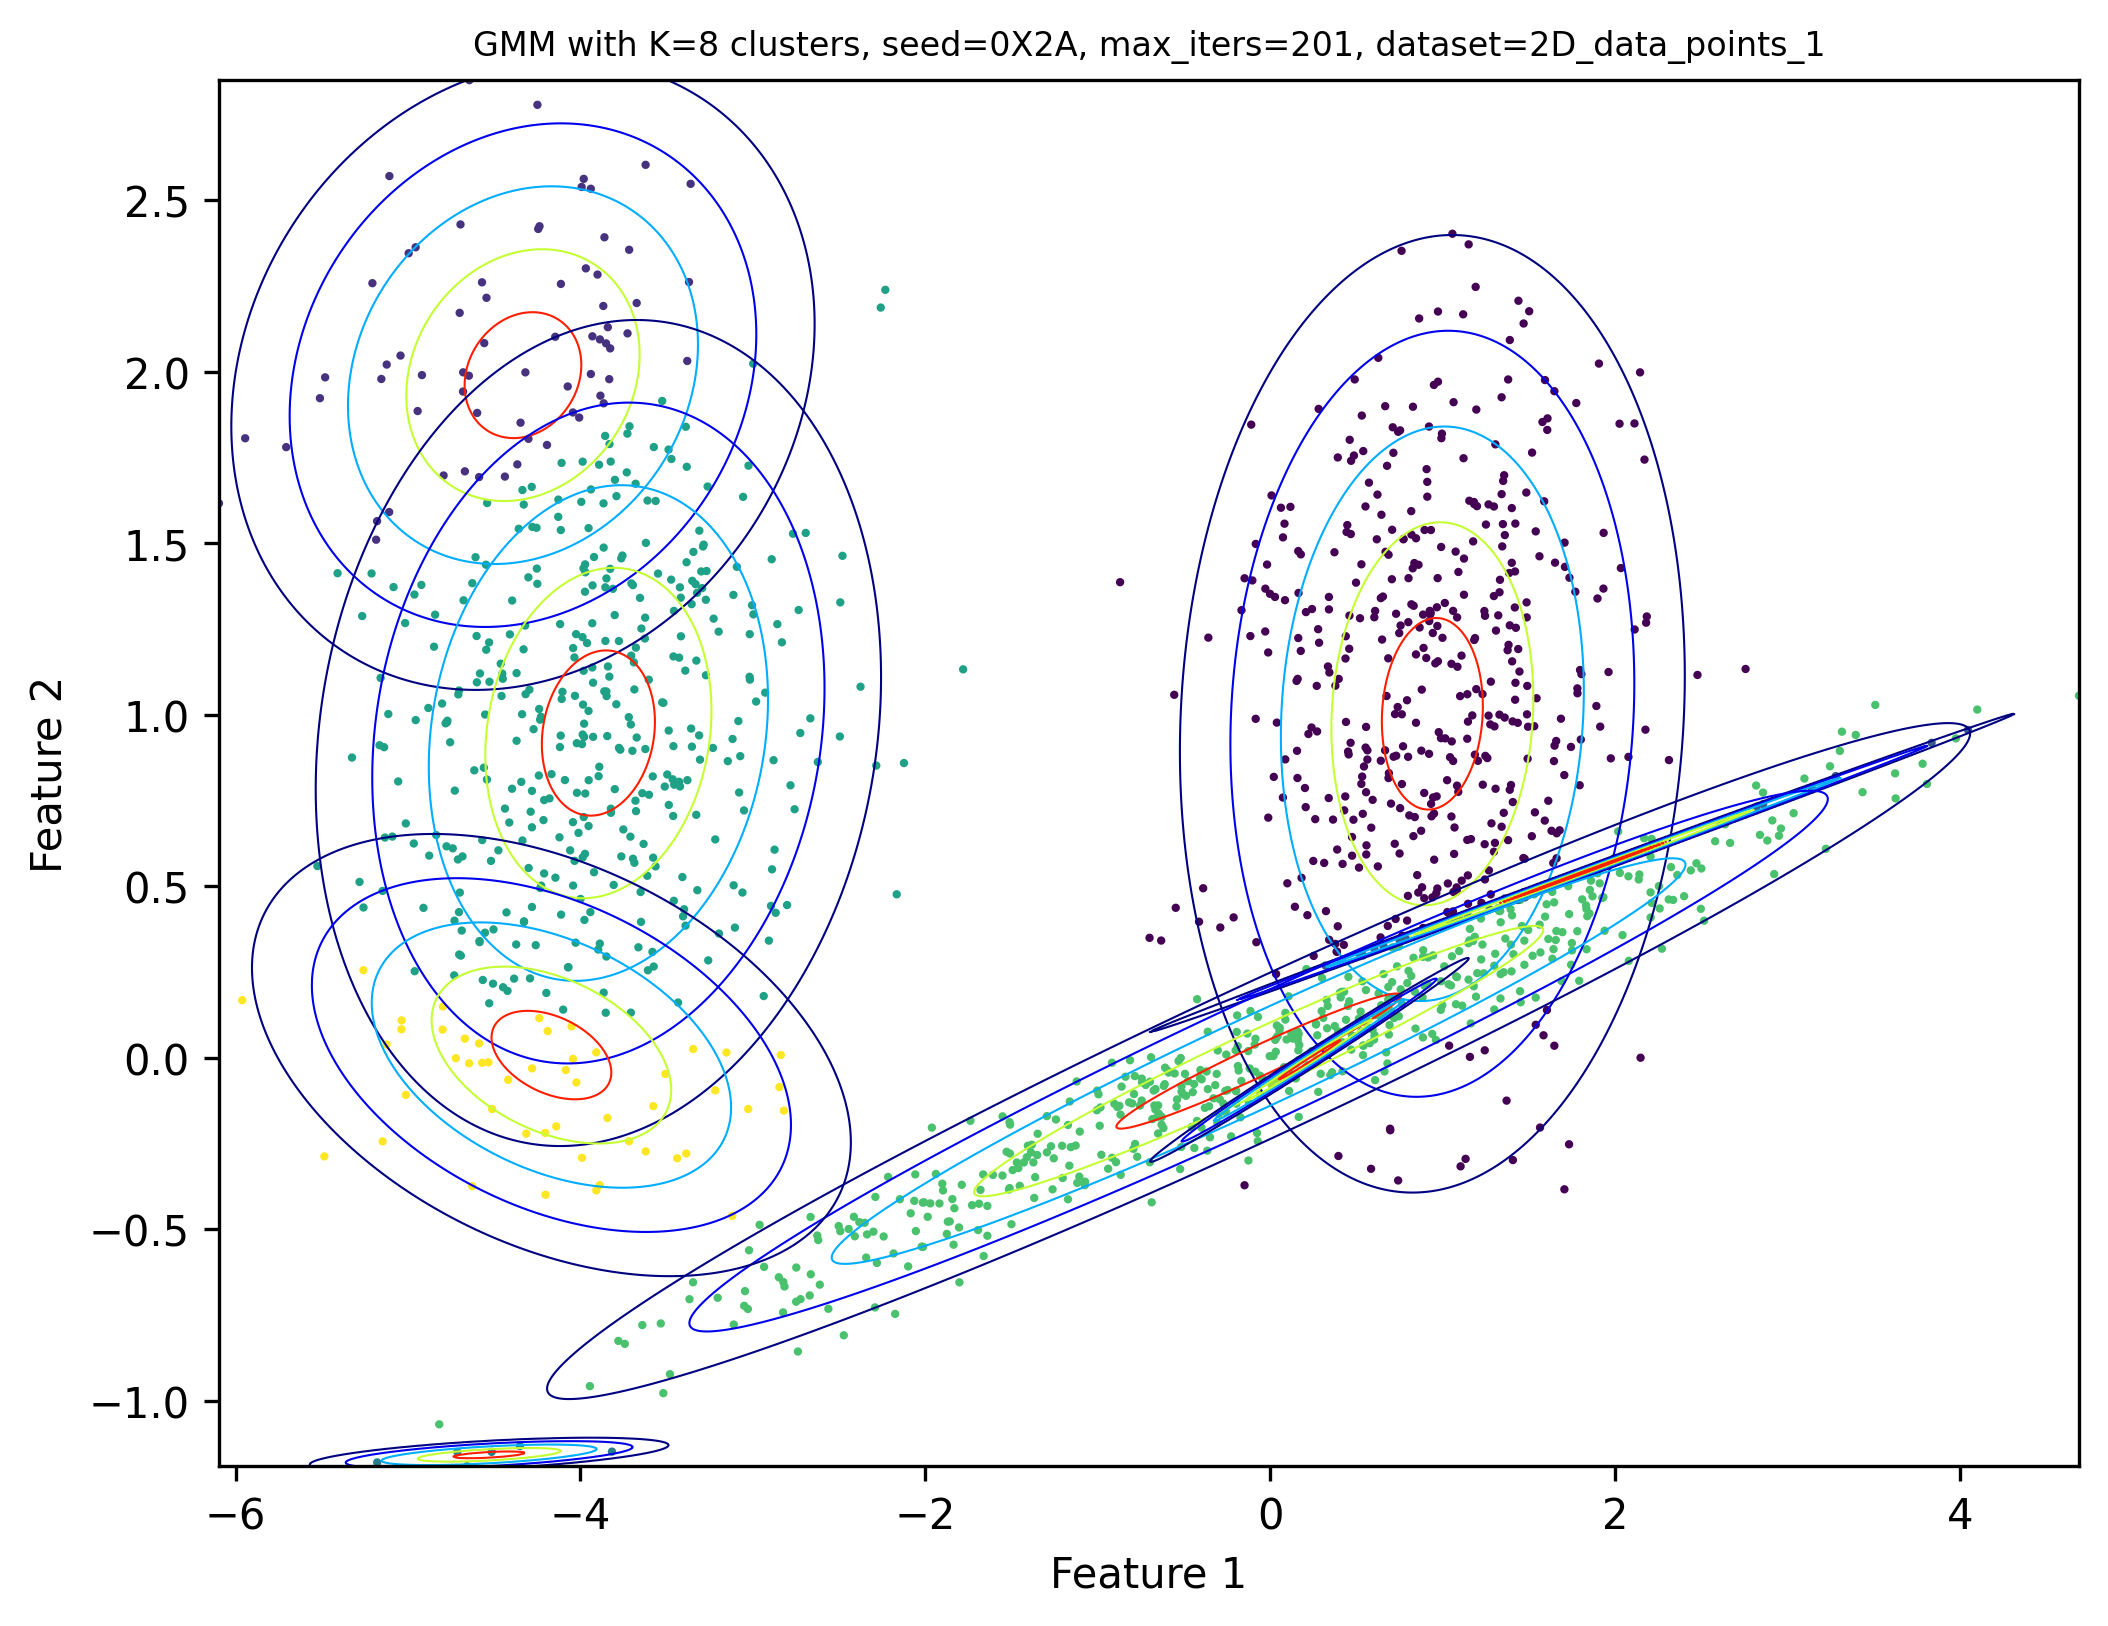 GMM with K=8 clusters, seed=0X2A, max_iters=201, dataset=2D_data_points_1
Feature 2
2.5
2.0
1.5
1.0
0.5
0.0
−0.5
−1.0
−6 −4 −2 0 2 4
Feature 1